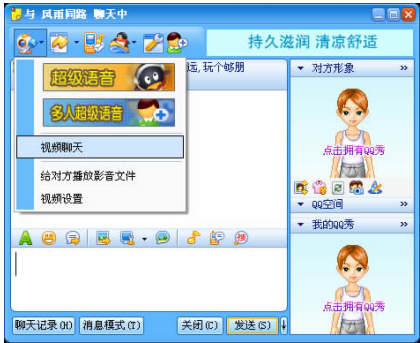 与 风雨同路 聊天中
持久滋润 清凉舒适
超级语音
远,玩个够朋
对方形象
多人超级语音
视频聊天
点击拥有QQ秀
给对方播放影音文件
视频设置
QQ空间
我的QQ秀
点击拥有QQ秀
聊天记录(H)
消息模式(T)
关闭(C)
发送(S)